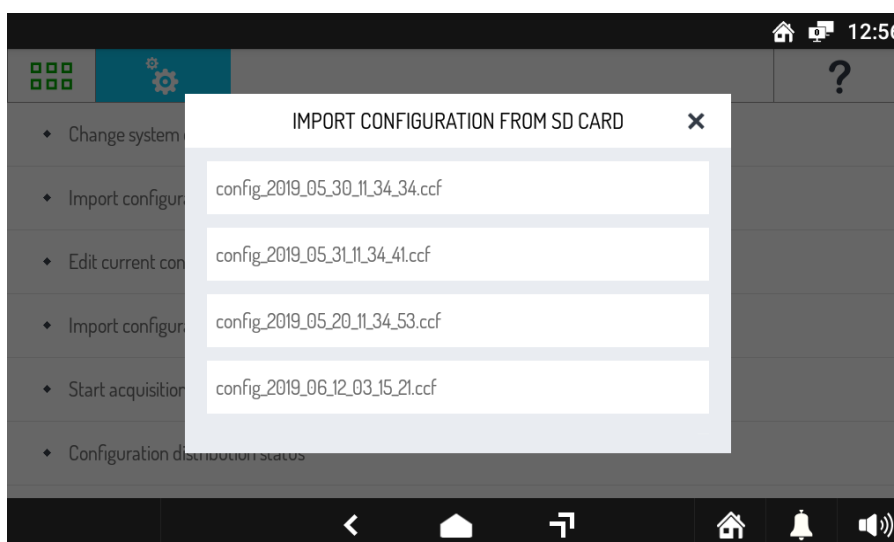 12:56
?
IMPORT CONFIGURATION FROM SD CARD
Change system
config_2019_05_30_11_34_34.ccf
Import configur
config_2019_05_31_11_34_41.ccf
Edit current con
config_2019_05_20_11_34_53.ccf
Import configur
config_2019_06_12_03_15_21.ccf
Start acquisition
Configuration distribution status